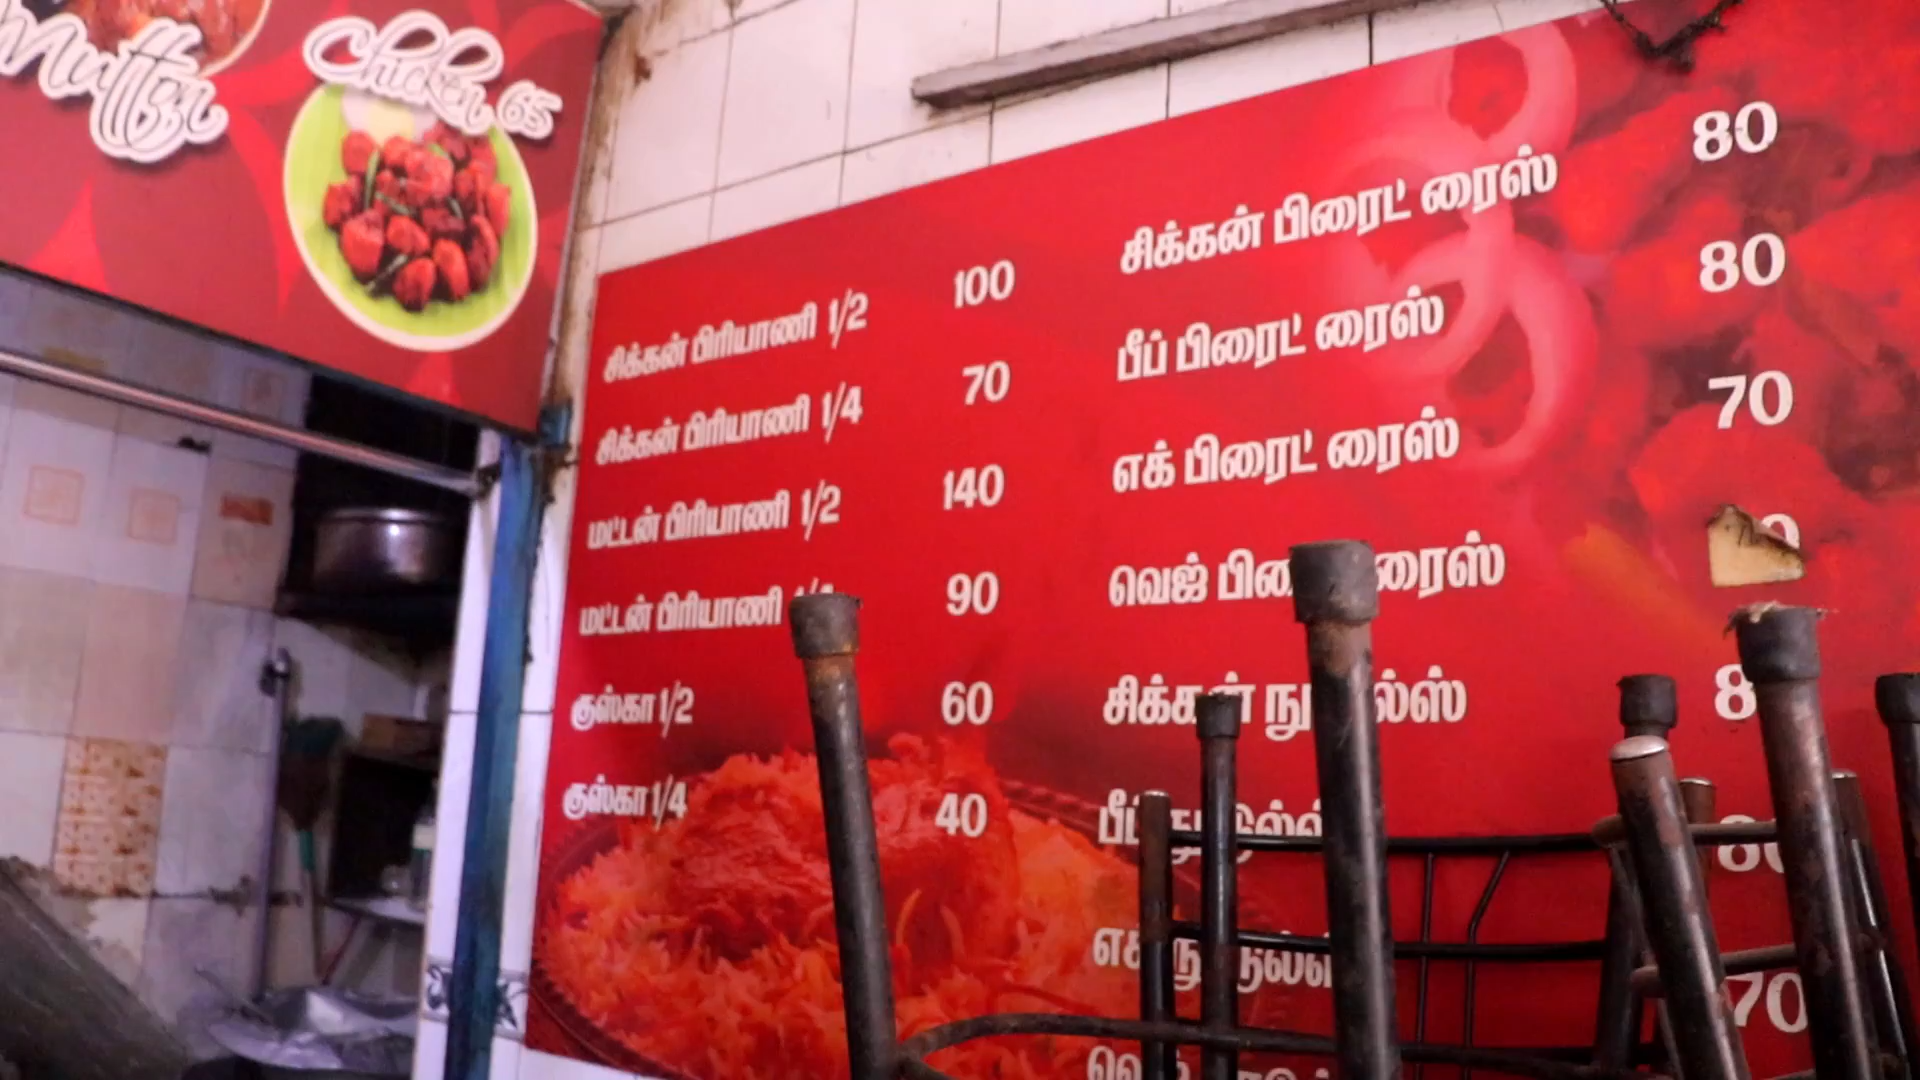 Mutton
Chicken 65
சிக்கன் பிரியாணி 1/2 100
சிக்கன் பிரியாணி 1/4 70
மட்டன் பிரியாணி 1/2 140
மட்டன் பிரியாணி 90
குஸ்கா 1/2 60
குஸ்கா 1/4 40
சிக்கன் பிரைட் ரைஸ் 80
பீப் பிரைட் ரைஸ் 80
எக் பிரைட் ரைஸ் 70
வெஜ் ரைஸ்
சிக்கன்
70